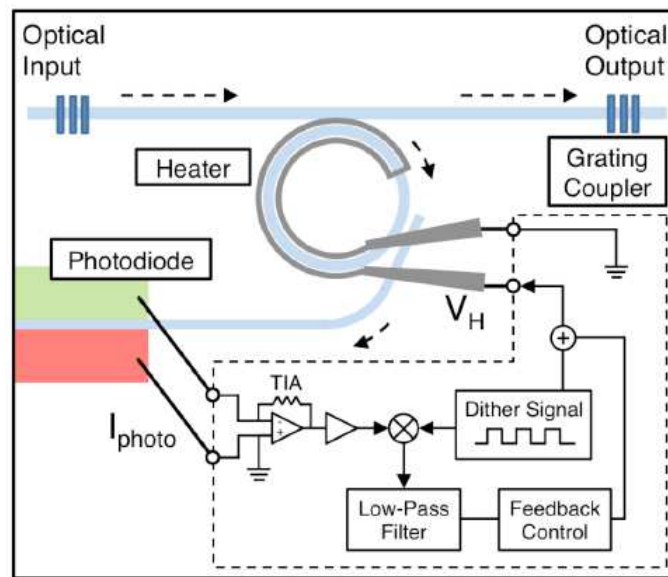 Optical
Input
Optical
Output
Heater
Grating
Coupler
Photodiode
V_H
TIA
I_photo
-
+
+
Dither Signal
Low-Pass
Filter
Feedback
Control